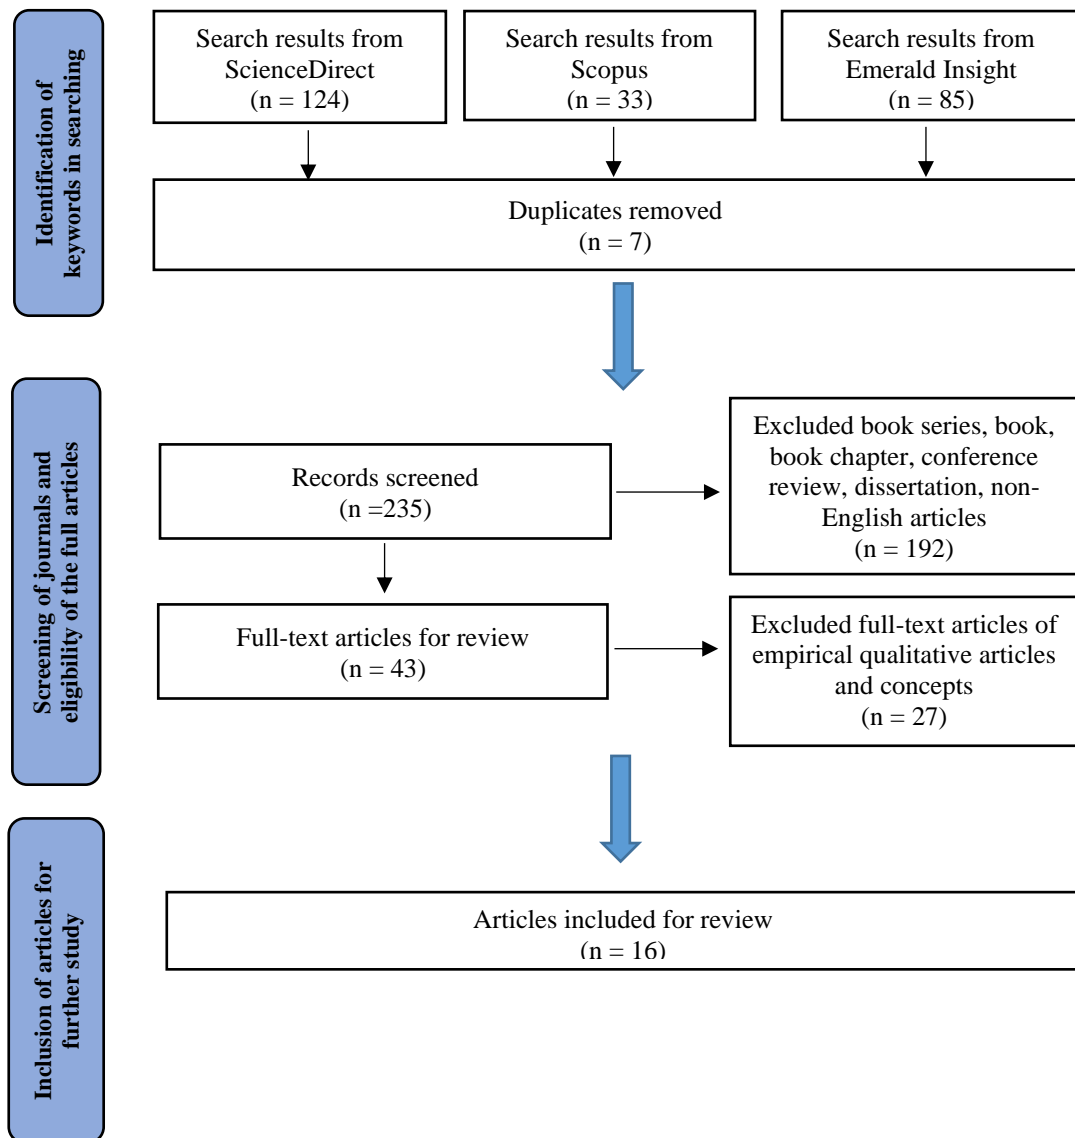 Identification of
keywords in searching
Search results from
ScienceDirect
(n = 124)
Search results from
Scopus
(n = 33)
Search results from
Emerald Insight
(n = 85)
Duplicates removed
(n = 7)
Screening of journals and
eligibility of the full articles
Records screened
(n =235)
Excluded book series, book,
book chapter, conference
review, dissertation, non-
English articles
(n = 192)
Full-text articles for review
(n = 43)
Excluded full-text articles of
empirical qualitative articles
and concepts
(n = 27)
Inclusion of articles for
further study
Articles included for review
(n = 16)